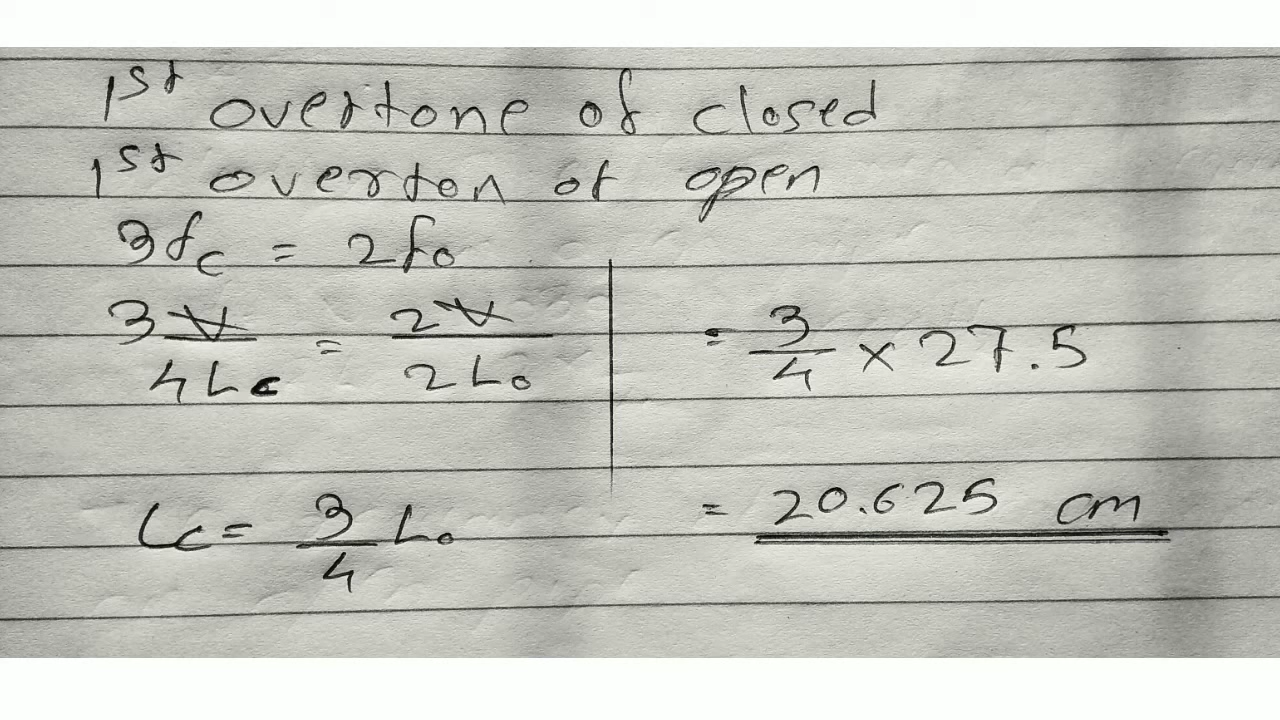 1st overtone of closed
1st overton of open
3fc = 2fo
3V/4Lc = 2V/2Lo
Lc = 3/4 Lo
= 3/4 × 27.5
= 20.625 cm